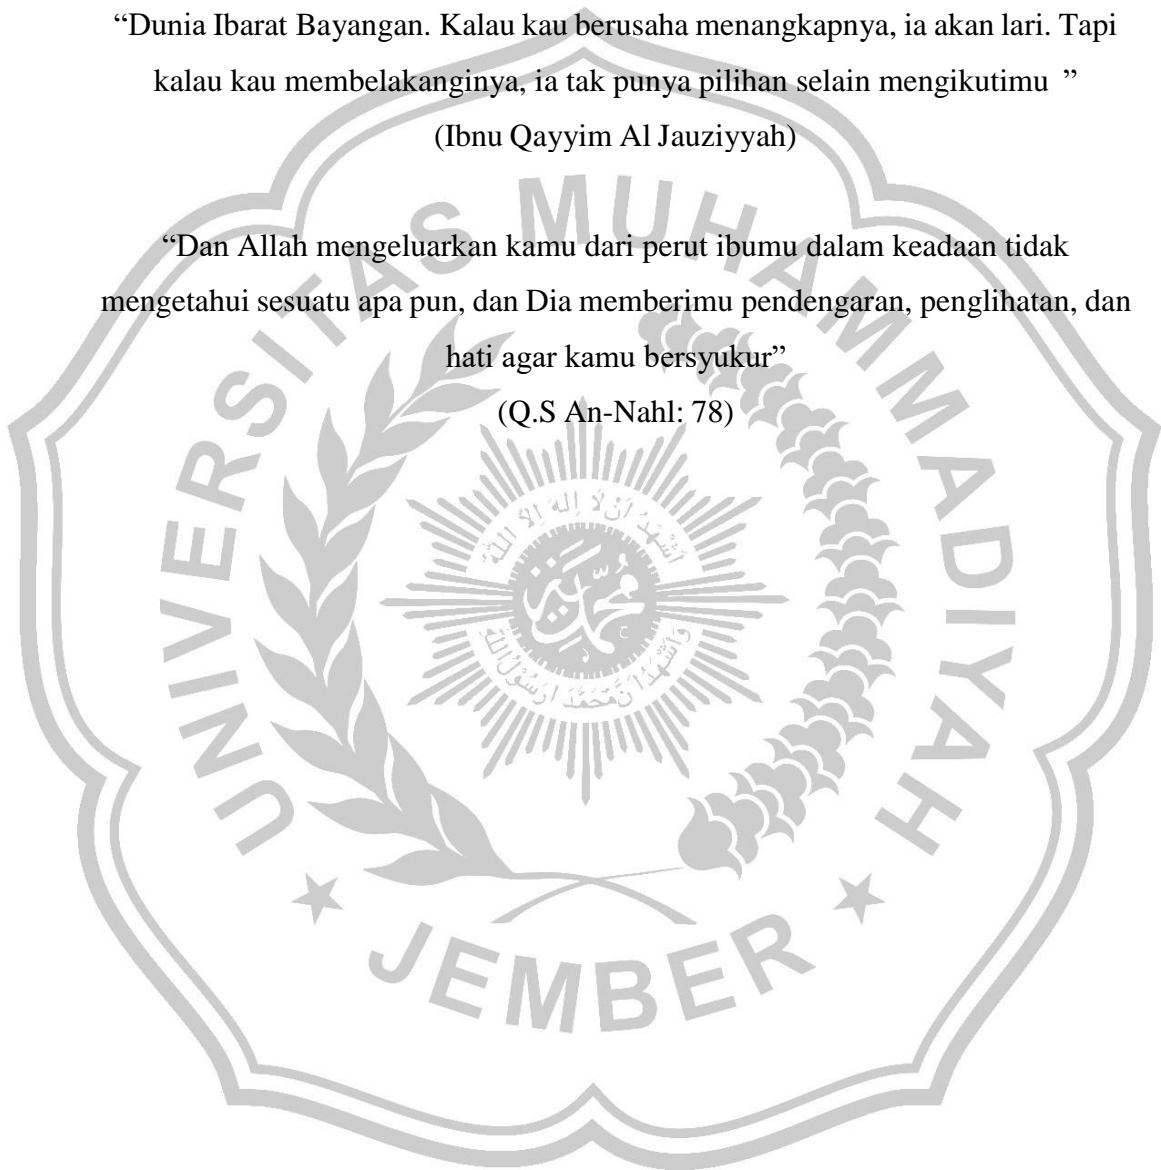 “Dunia Ibarat Bayangan. Kalau kau berusaha menangkapnya, ia akan lari. Tapi
kalau kau membelakanginya, ia tak punya pilihan selain mengikutimu ”
(Ibnu Qayyim Al Jauziyyah)
“Dan Allah mengeluarkan kamu dari perut ibumu dalam keadaan tidak
mengetahui sesuatu apa pun, dan Dia memberimu pendengaran, penglihatan, dan
hati agar kamu bersyukur”
(Q.S An-Nahl: 78)
UNIVERSITAS MUHAMMADIYAH
JEMBER
اَشْهَدُ اَنْ لَا اِلٰهَ اِلَّا اللهُ
مُحَمَّدِيَّة
وَاَشْهَدُ اَنَّ مُحَمَّدًا رَسُوْلُ اللهِ